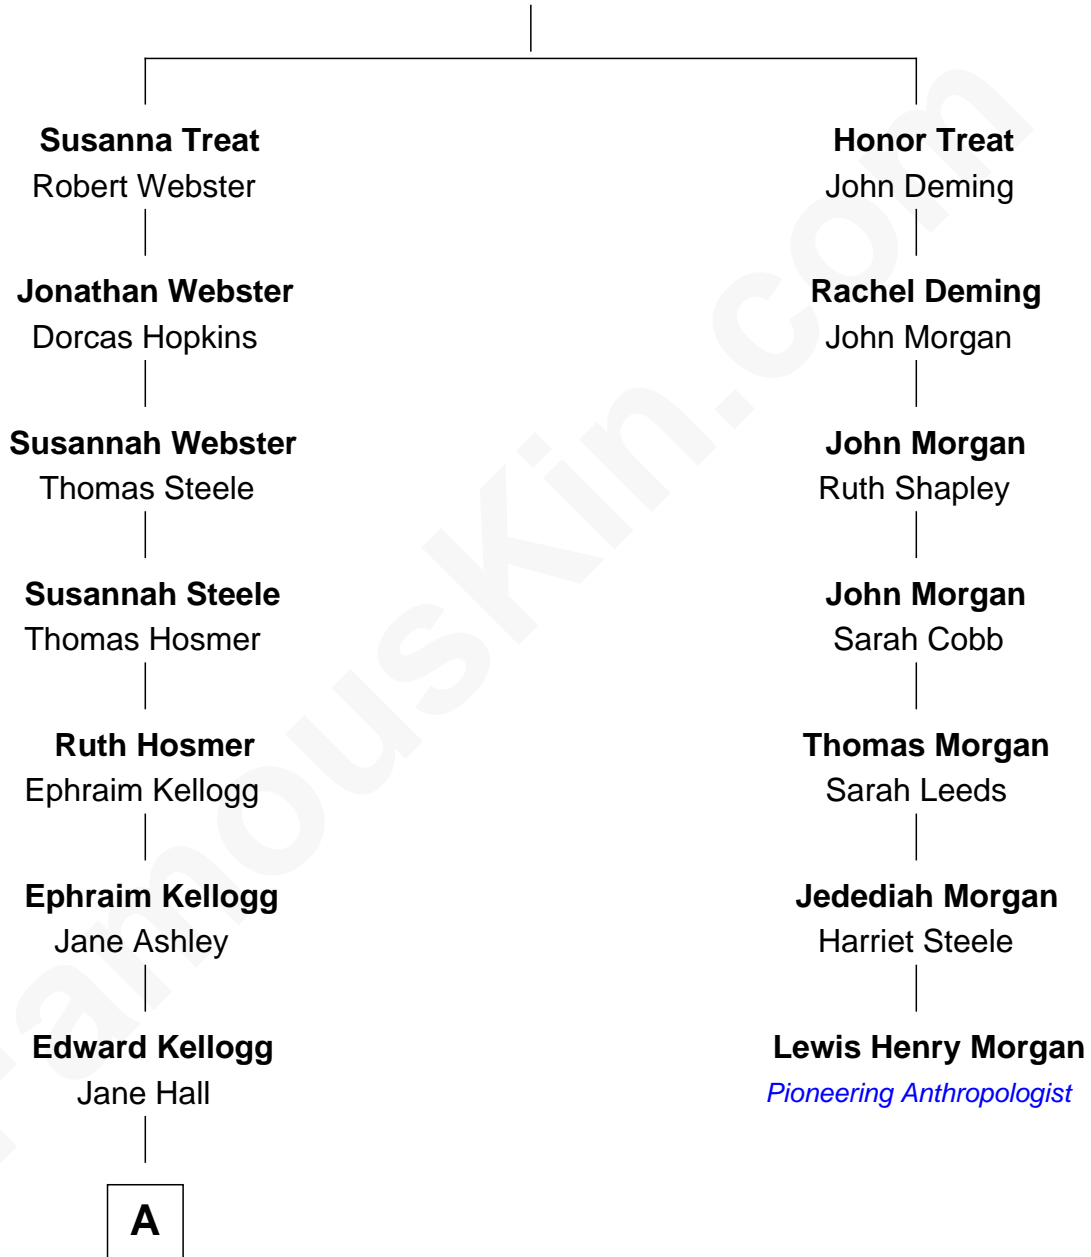 Susanna Treat
Robert Webster
Jonathan Webster
Dorcas Hopkins
Susannah Webster
Thomas Steele
Susannah Steele
Thomas Hosmer
Ruth Hosmer
Ephraim Kellogg
Ephraim Kellogg
Jane Ashley
Edward Kellogg
Jane Hall
A
Honor Treat
John Deming
Rachel Deming
John Morgan
John Morgan
Ruth Shapley
John Morgan
Sarah Cobb
Thomas Morgan
Sarah Leeds
Jedediah Morgan
Harriet Steele
Lewis Henry Morgan
Pioneering Anthropologist
FamousKin.com